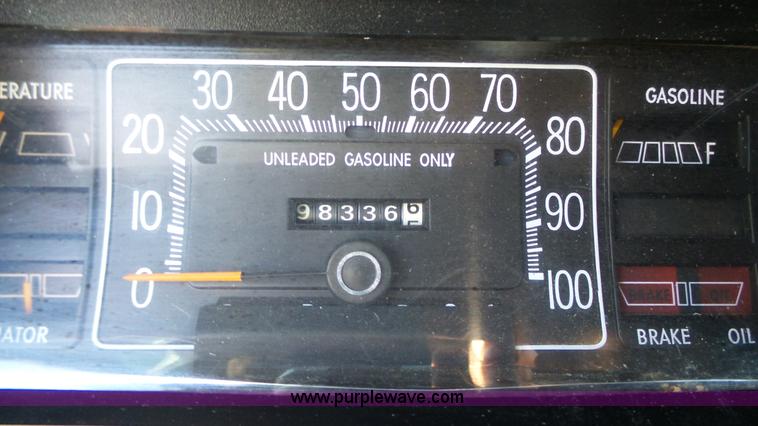 ERATURE
30 40 50 60 70
GASOLINE
20
80
F
UNLEADED GASOLINE ONLY
10
98336
90
0
100
BRAKE
ATOR
BRAKE OIL
www.purplewave.com